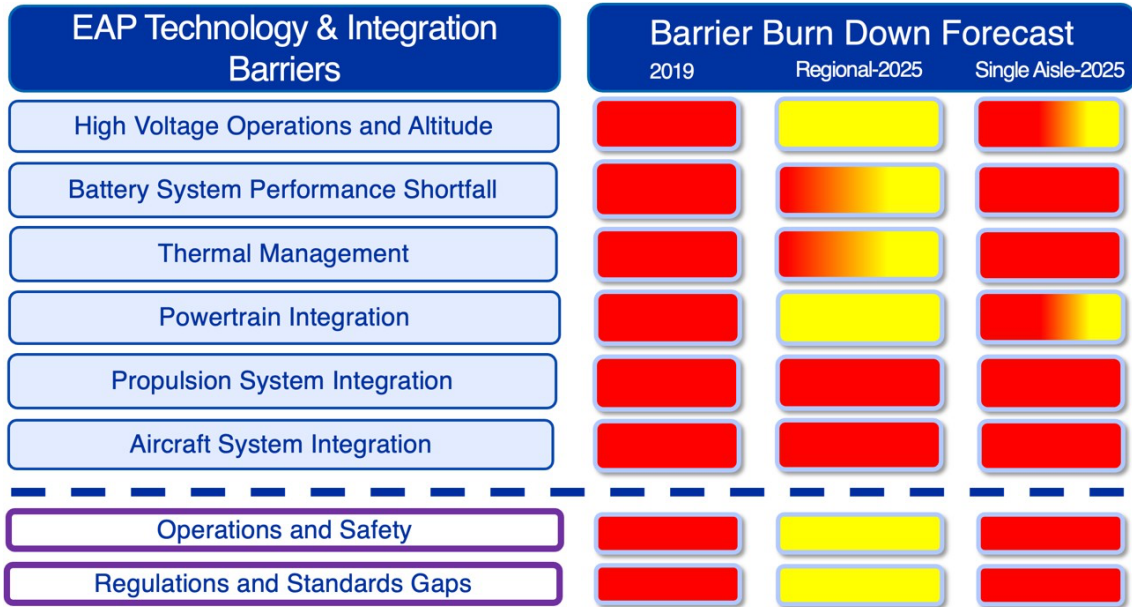 EAP Technology & Integration
Barriers
Barrier Burn Down Forecast
2019 Regional-2025 Single Aisle-2025
High Voltage Operations and Altitude
Battery System Performance Shortfall
Thermal Management
Powertrain Integration
Propulsion System Integration
Aircraft System Integration
Operations and Safety
Regulations and Standards Gaps